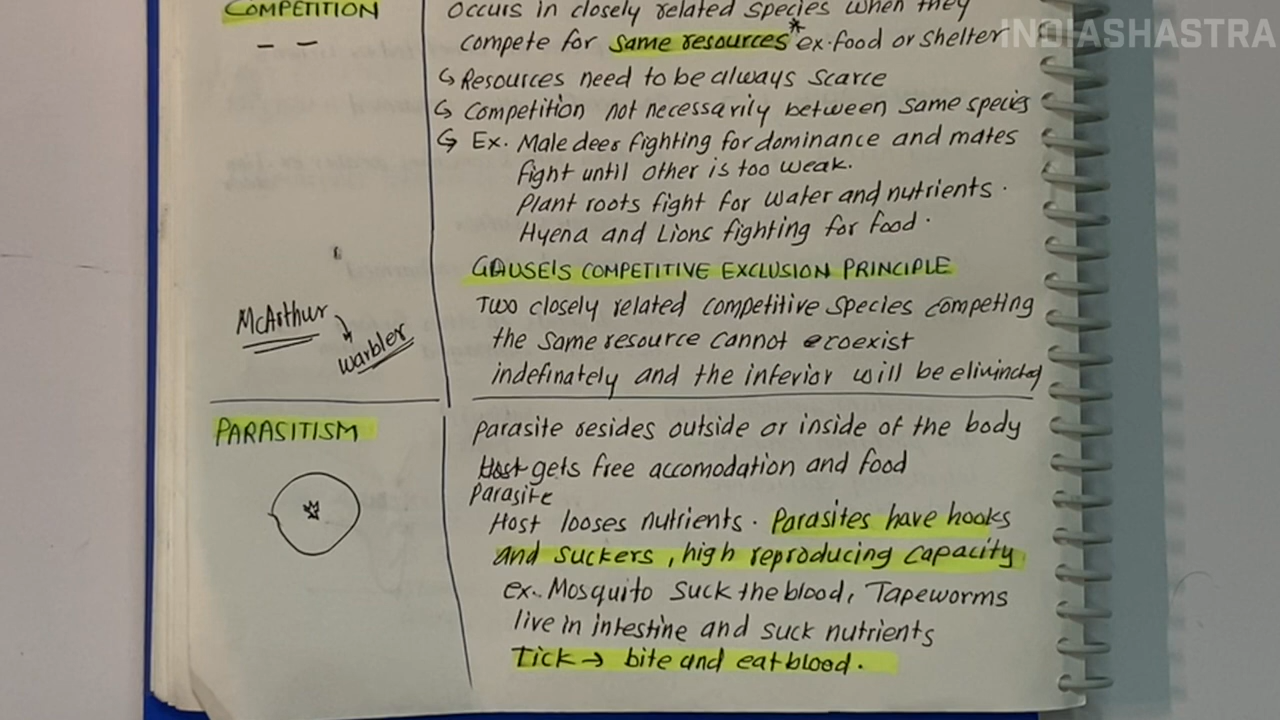 INDIASHASTRA
COMPETITION
Occurs in closely related species when they
compete for same resources* ex. food or shelter
↳ Resources need to be always scarce
↳ Competition not necessarily between same species
↳ Ex. Male deer fighting for dominance and mates
fight until other is too weak.
Plant roots fight for water and nutrients.
Hyena and Lions fighting for food.
GAUSE'S COMPETITIVE EXCLUSION PRINCIPLE
Two closely related competitive species competing
the same resource cannot coexist
indefinately and the inferior will be
McArthur
↘ warbler
PARASITISM
parasite resides outside or inside of the body
Host gets free accomodation and food
Parasite
Host looses nutrients. Parasites have hooks
and suckers, high reproducing capacity
ex. Mosquito suck the blood, Tapeworms
live in intestine and suck nutrients
Tick → bite and eat blood.